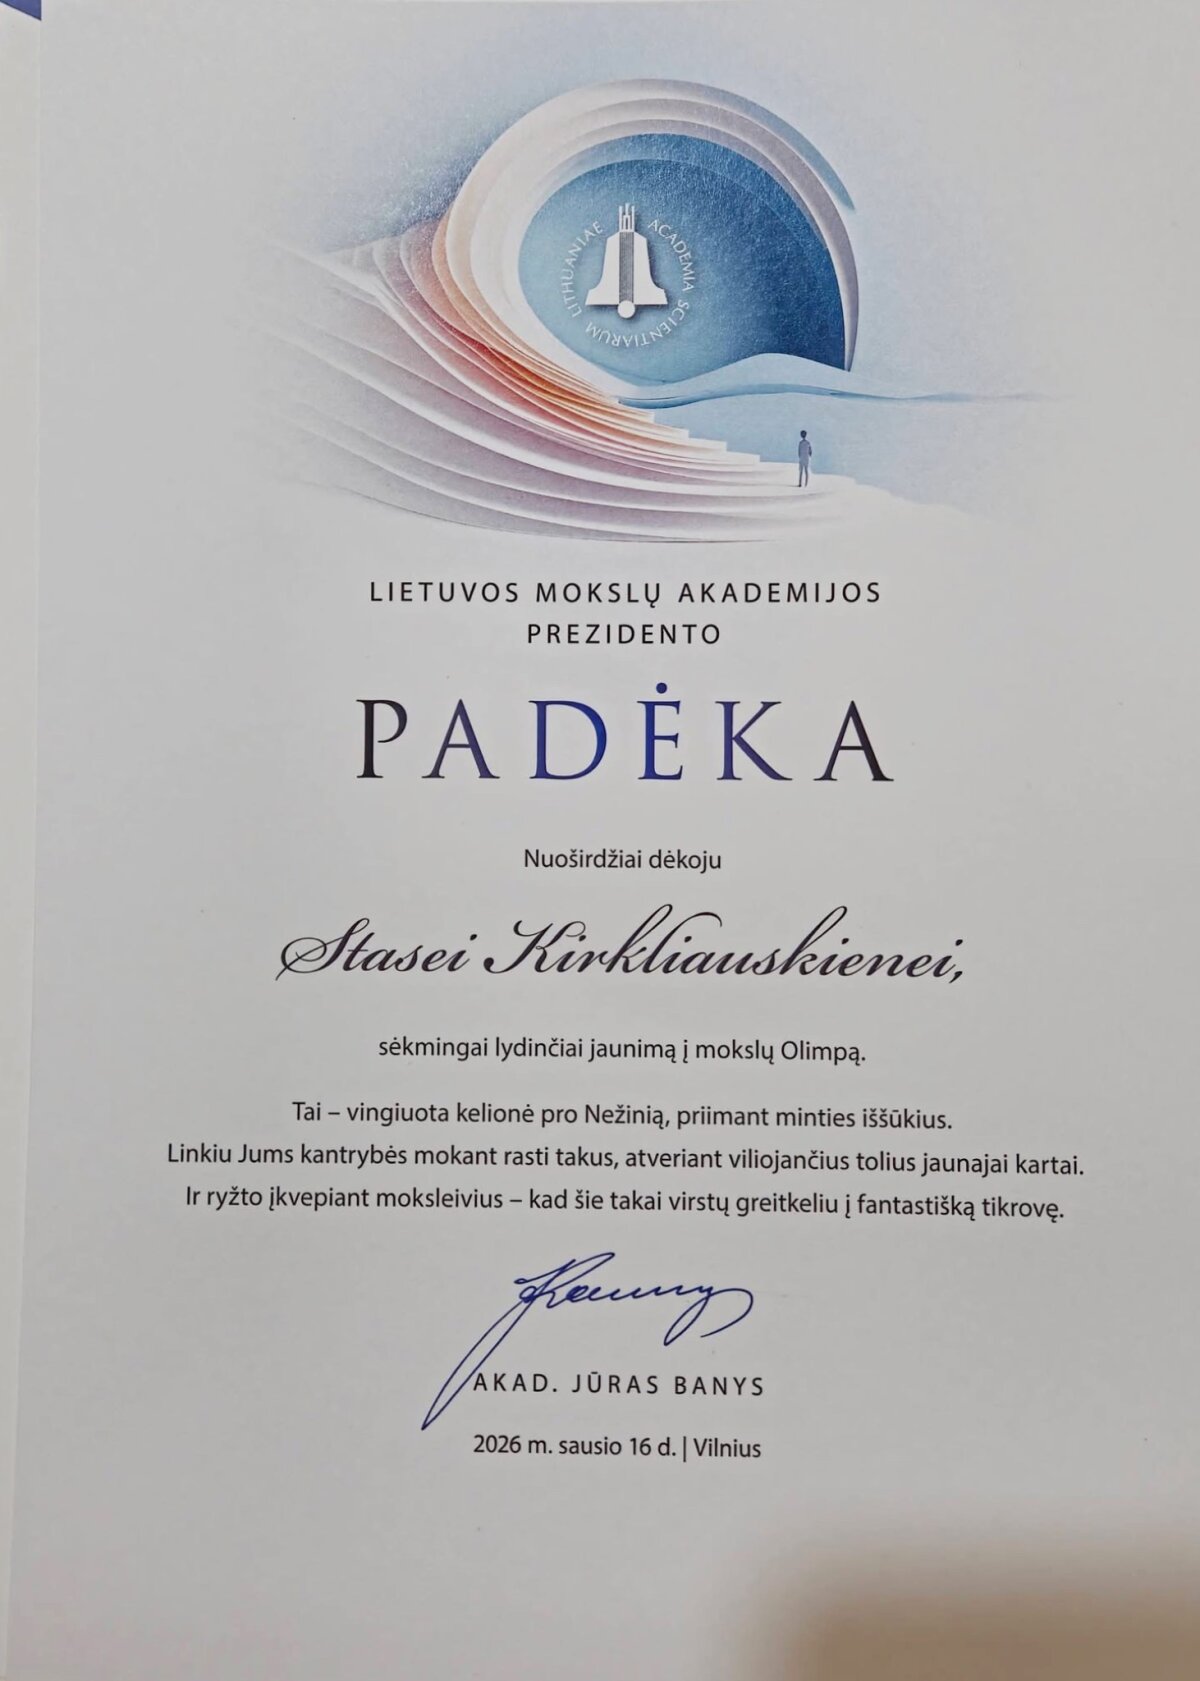 LITHUANIAE ACADEMIA SCIENTIARUM
LIETUVOS MOKSLŲ AKADEMIJOS
PREZIDENTO
PADĖKA
Nuoširdžiai dėkoju
Stasei Kirkliauskienei,
sėkmingai lydinčiai jaunimą į mokslų Olimpą.
Tai – vingiuota kelionė pro Nežinią, priimant minties iššūkius.
Linkiu Jums kantrybės mokant rasti takus, atveriant viliojančius tolius jaunajai kartai.
Ir ryžto įkvepiant moksleivius – kad šie takai virstų greitkeliu į fantastišką tikrovę.
AKAD. JŪRAS BANYS
2026 m. sausio 16 d. | Vilnius